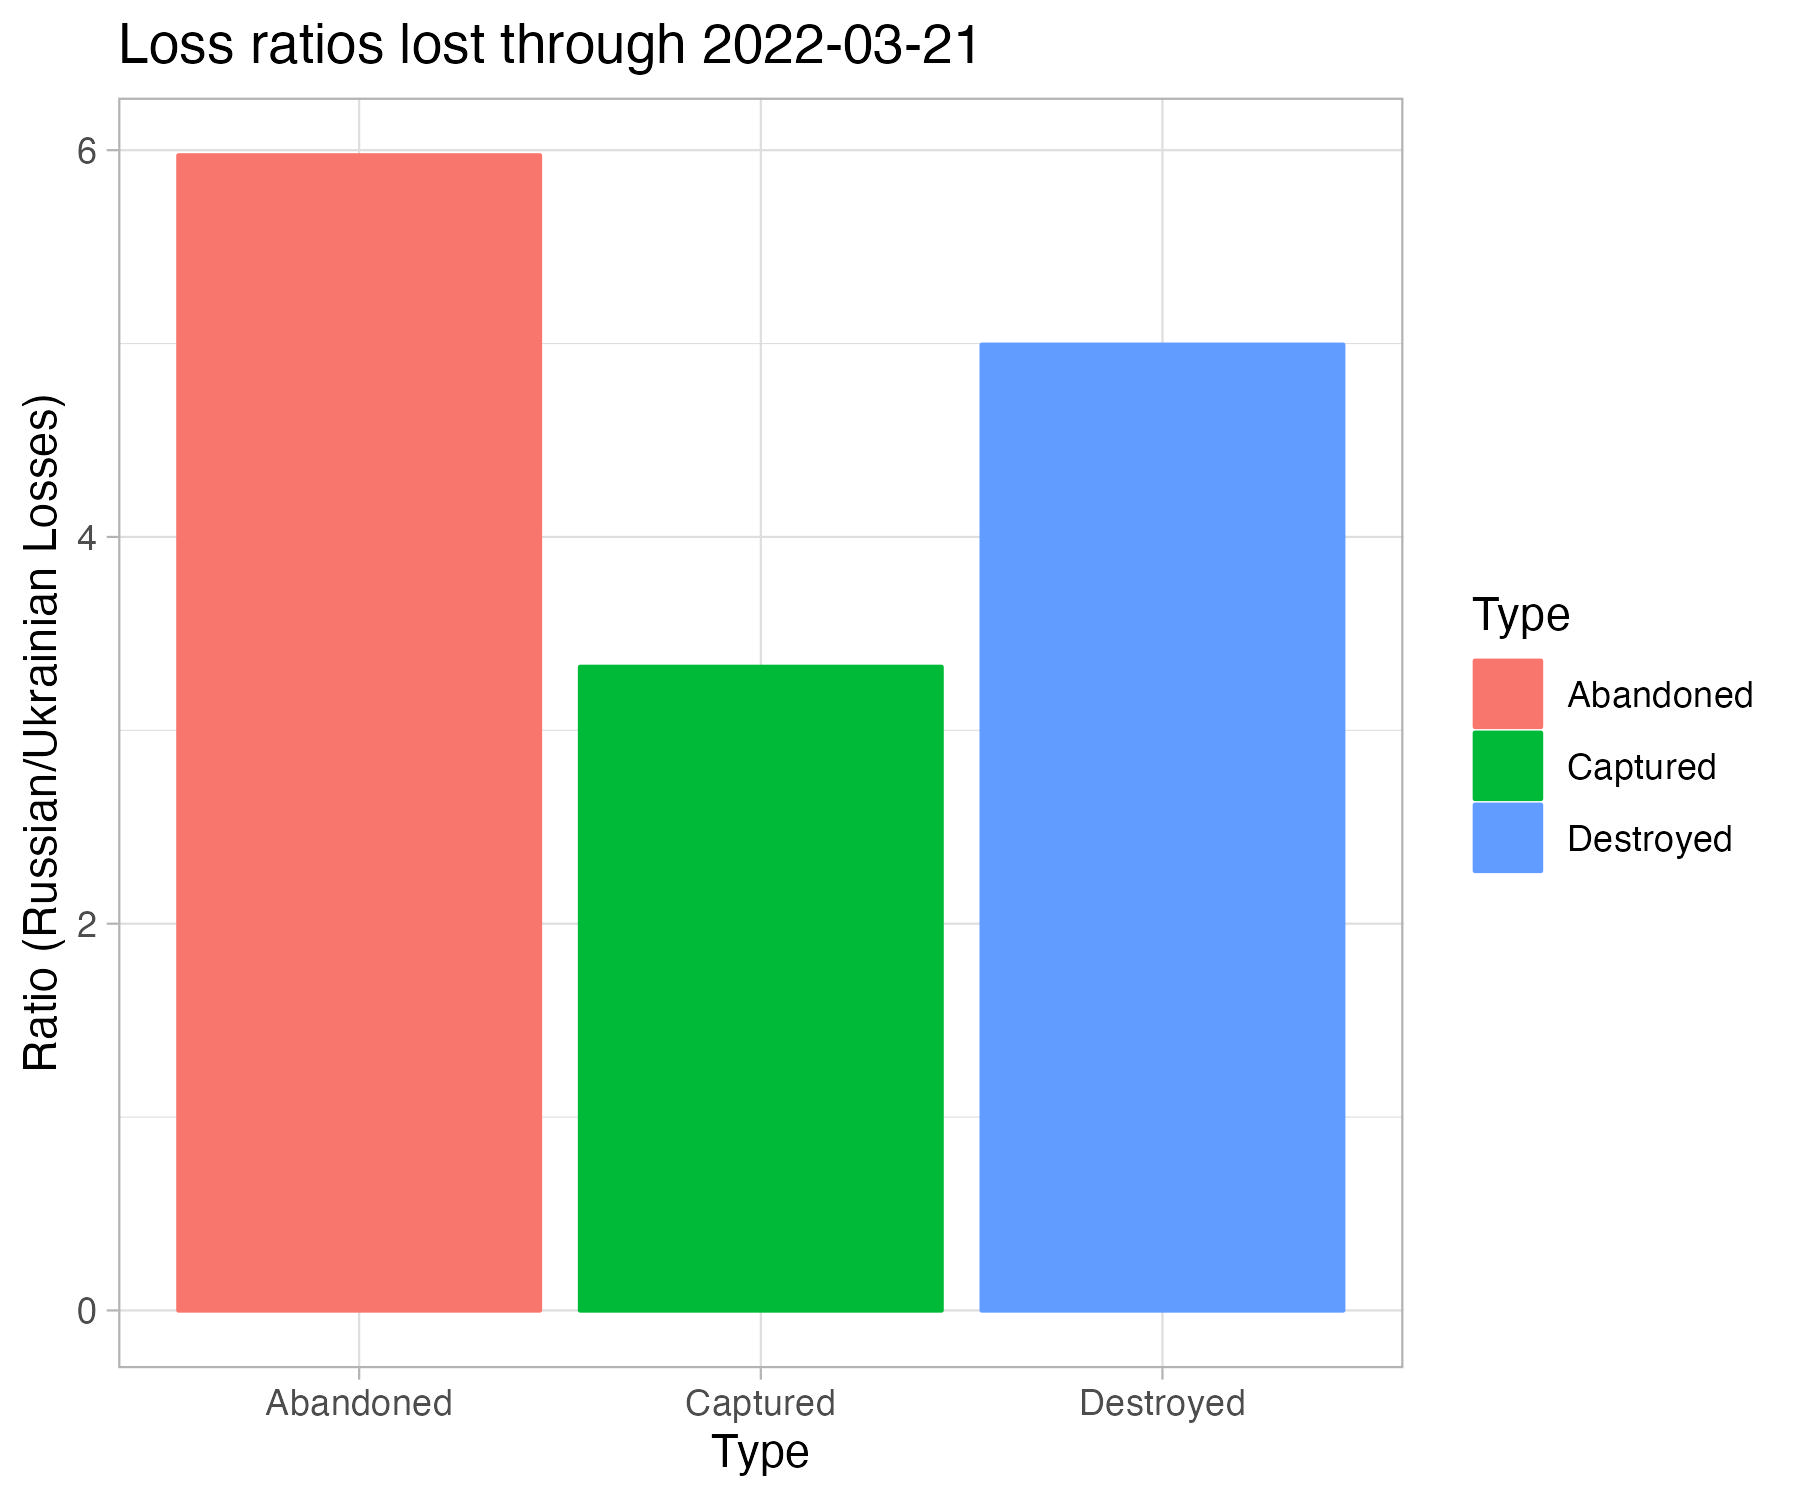 Loss ratios lost through 2022-03-21
Ratio (Russian/Ukrainian Losses)
6
4
2
0
Abandoned
Captured
Destroyed
Type
Type
Abandoned
Captured
Destroyed